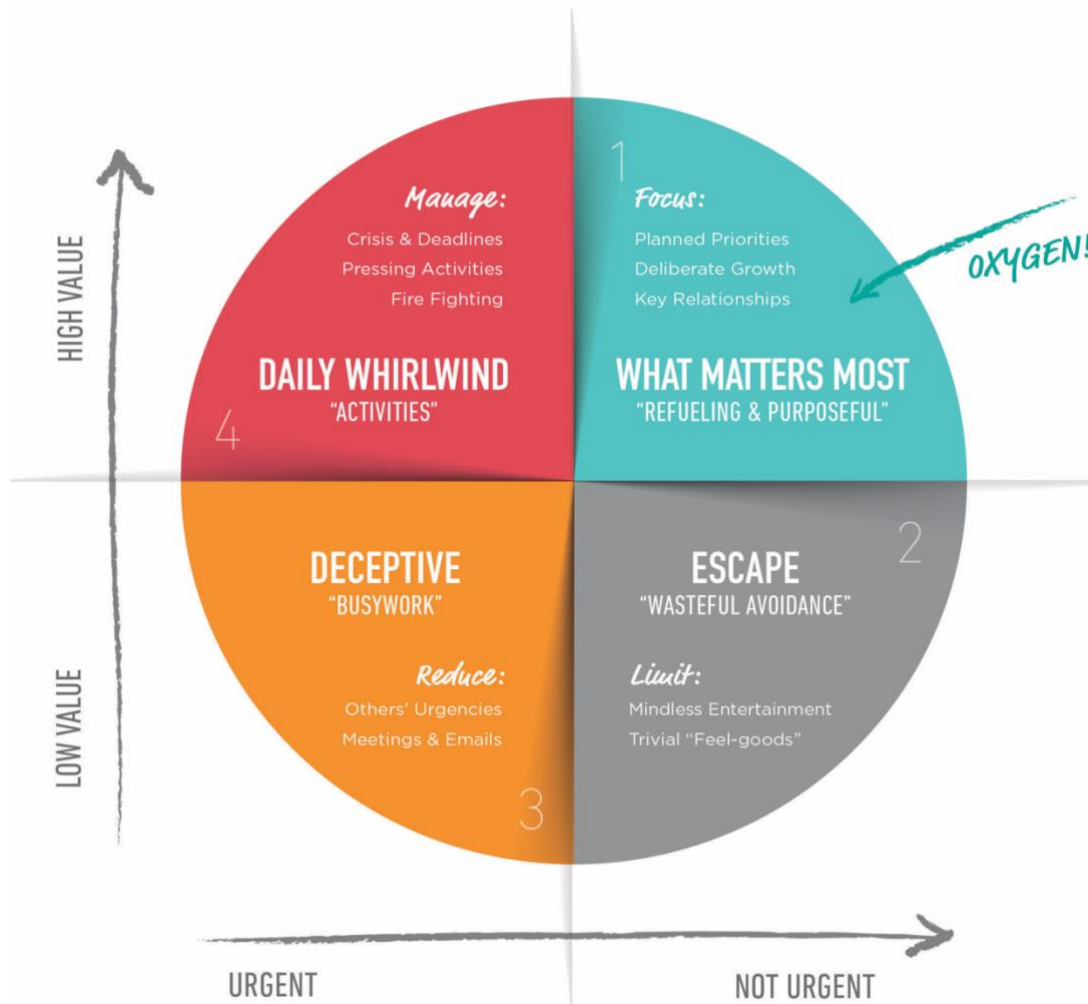 HIGH VALUE
LOW VALUE
4
Manage:
Crisis & Deadlines
Pressing Activities
Fire Fighting
DAILY WHIRLWIND
“ACTIVITIES”
1
Focus:
Planned Priorities
Deliberate Growth
Key Relationships
WHAT MATTERS MOST
“REFUELING & PURPOSEFUL”
OXYGEN!
DECEPTIVE
“BUSYWORK”
Reduce:
Others’ Urgencies
Meetings & Emails
3
2
ESCAPE
“WASTEFUL AVOIDANCE”
Limit:
Mindless Entertainment
Trivial “Feel-goods”
URGENT
NOT URGENT